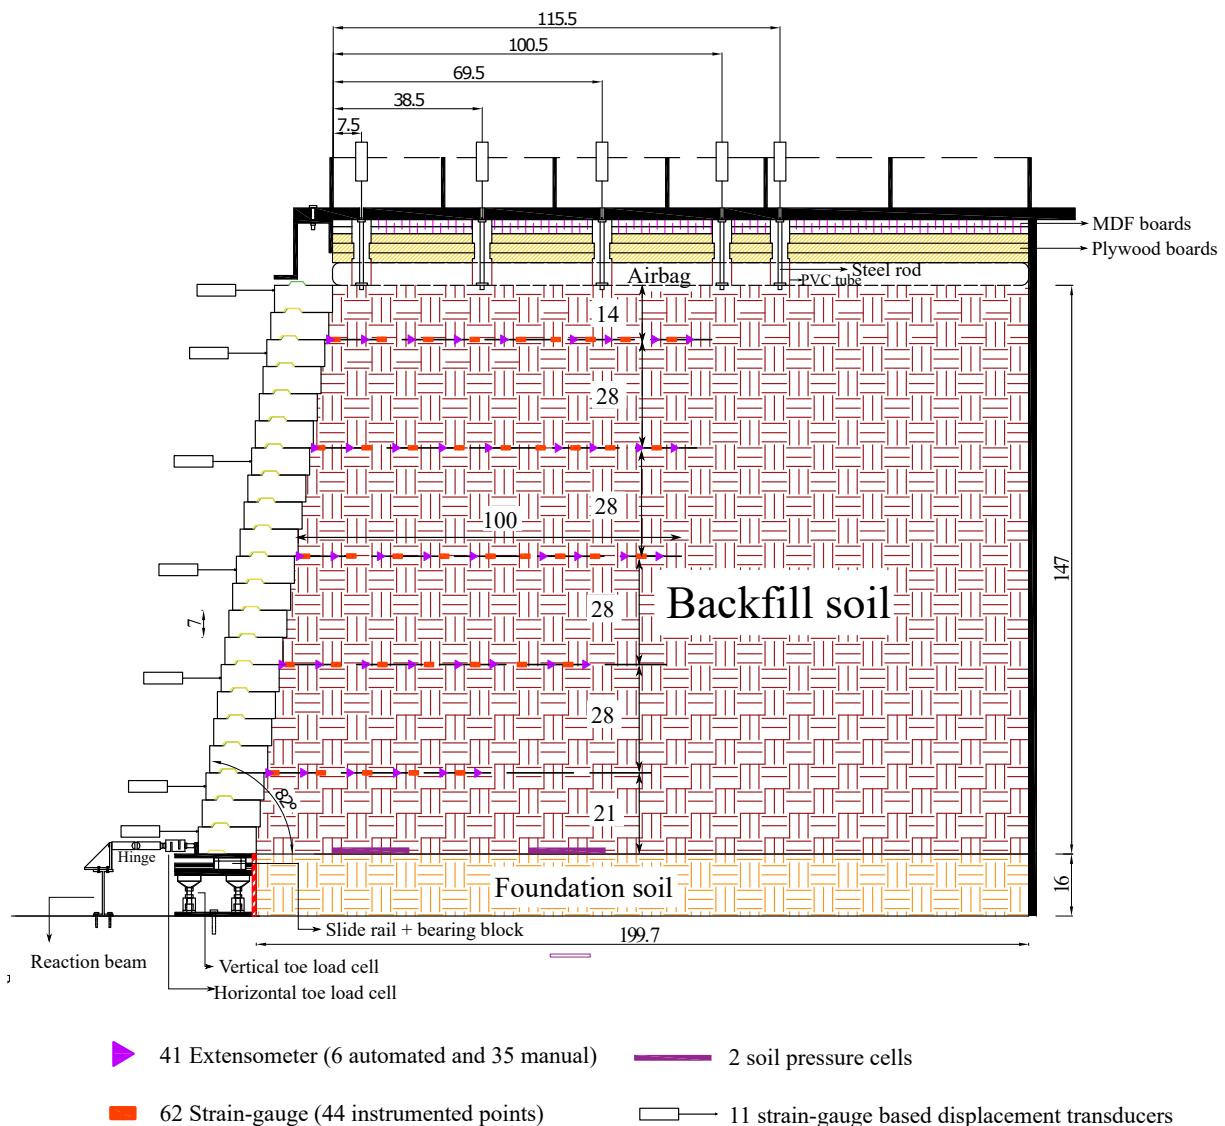 115.5
100.5
69.5
38.5
7.5
MDF boards
Plywood boards
Steel rod
Airbag
PVC tube
14
28
28
100
Backfill soil
147
28
7
28
82°
21
Hinge
Foundation soil
16
Slide rail + bearing block
199.7
Reaction beam
Vertical toe load cell
Horizontal toe load cell
41 Extensometer (6 automated and 35 manual)
2 soil pressure cells
62 Strain-gauge (44 instrumented points)
11 strain-gauge based displacement transducers